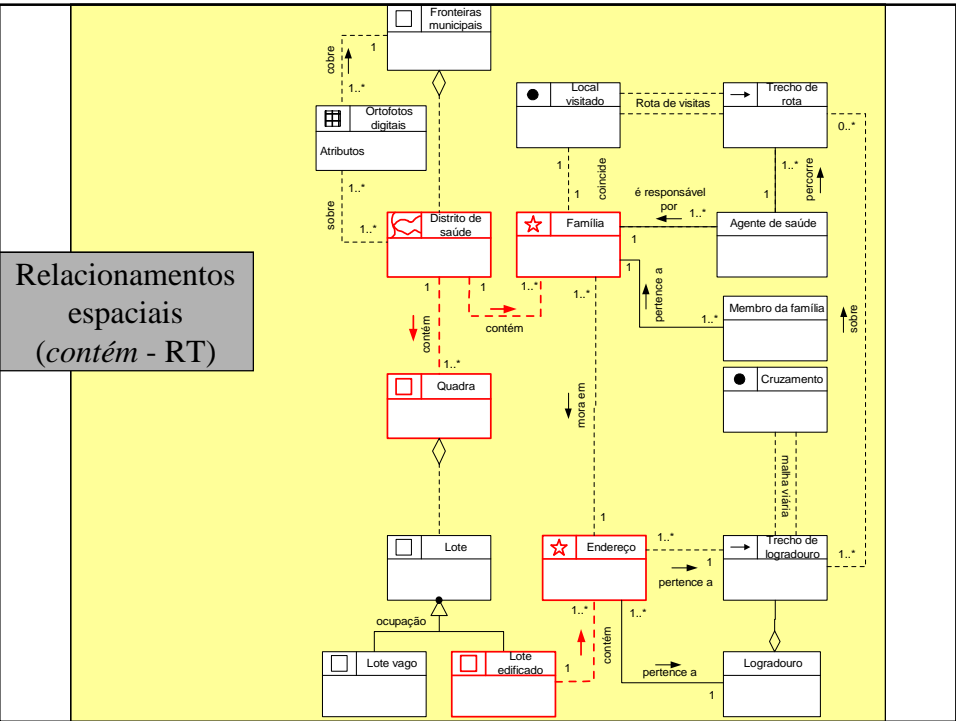 Relacionamentos
espaciais
(contém - RT)
Fronteiras
municipais
1
cobre
1..*
Ortofotos
digitais
Atributos
1..*
sobre
1..*
Local
visitado
Rota de visitas
Trecho de
rota
0..*
1
coincide
1
1..*
percorre
1
é responsável
por
1..*
Distrito de
saúde
Família
1
Agente de saúde
1
1
contém
1..*
1..*
1
pertence a
1..*
Membro da família
sobre
contém
1..*
Quadra
mora em
1
Cruzamento
malha viária
Lote
Endereço
1..*
pertence a
1
Trecho de
logradouro
1..*
ocupação
Lote vago
Lote
edificado
1
contém
1..*
1..*
pertence a
1
Logradouro